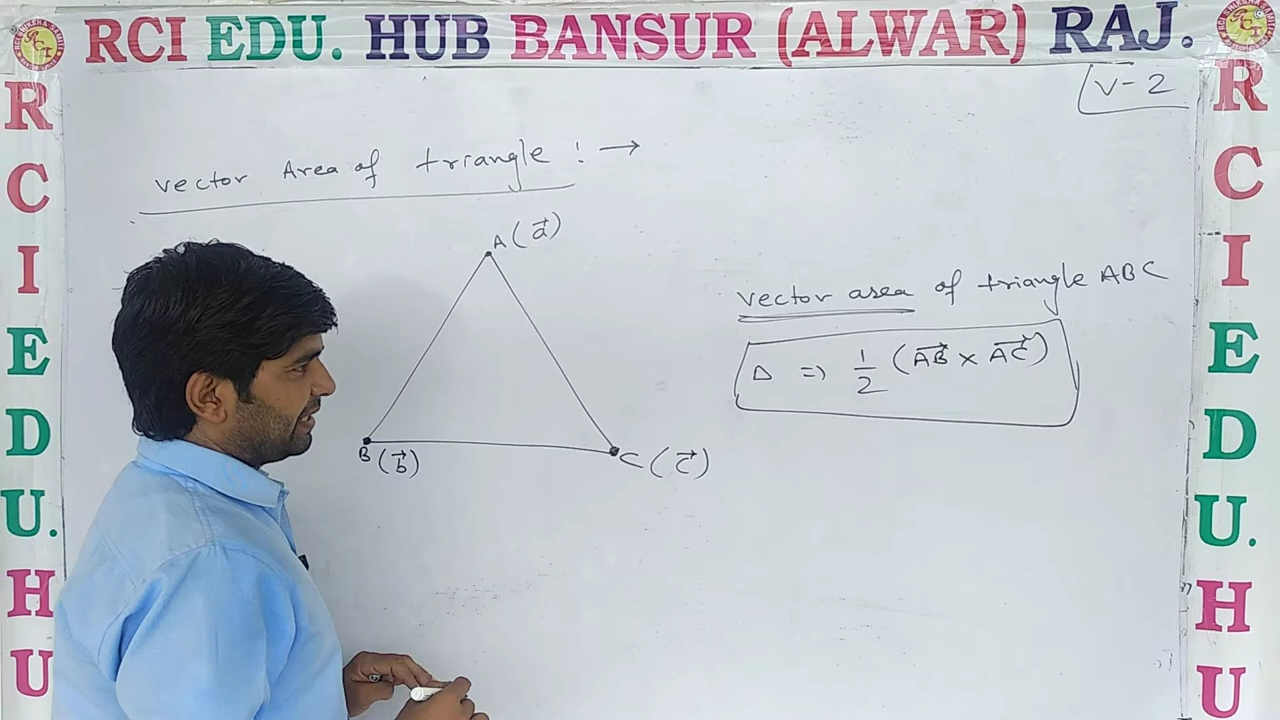 RCI EDU. HUB BANSUR (ALWAR) RAJ.
V-2
R
C
I
E
D
U.
H
U
R
C
I
E
D
U.
H
U
vector Area of triangle : →
A (a⃗)
B (b⃗)
C (c⃗)
vector area of triangle ABC
Δ ⇒ 1/2 (AB⃗ × AC⃗)